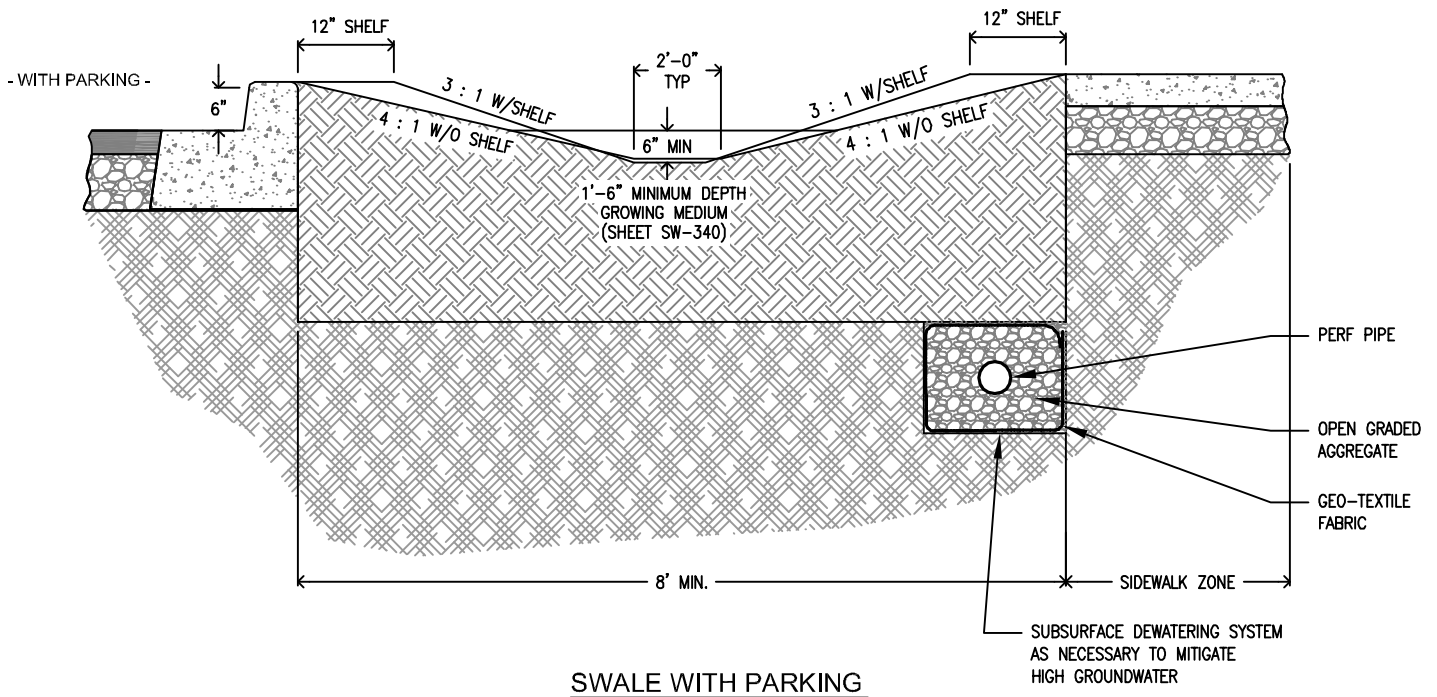 12" SHELF
12" SHELF
- WITH PARKING -
6"
2'-0"
TYP
3 : 1 W/SHELF
3 : 1 W/SHELF
4 : 1 W/O SHELF
4 : 1 W/O SHELF
6" MIN
1'-6" MINIMUM DEPTH
GROWING MEDIUM
(SHEET SW-340)
PERF PIPE
OPEN GRADED
AGGREGATE
GEO-TEXTILE
FABRIC
8' MIN.
SIDEWALK ZONE
SUBSURFACE DEWATERING SYSTEM
AS NECESSARY TO MITIGATE
HIGH GROUNDWATER
SWALE WITH PARKING